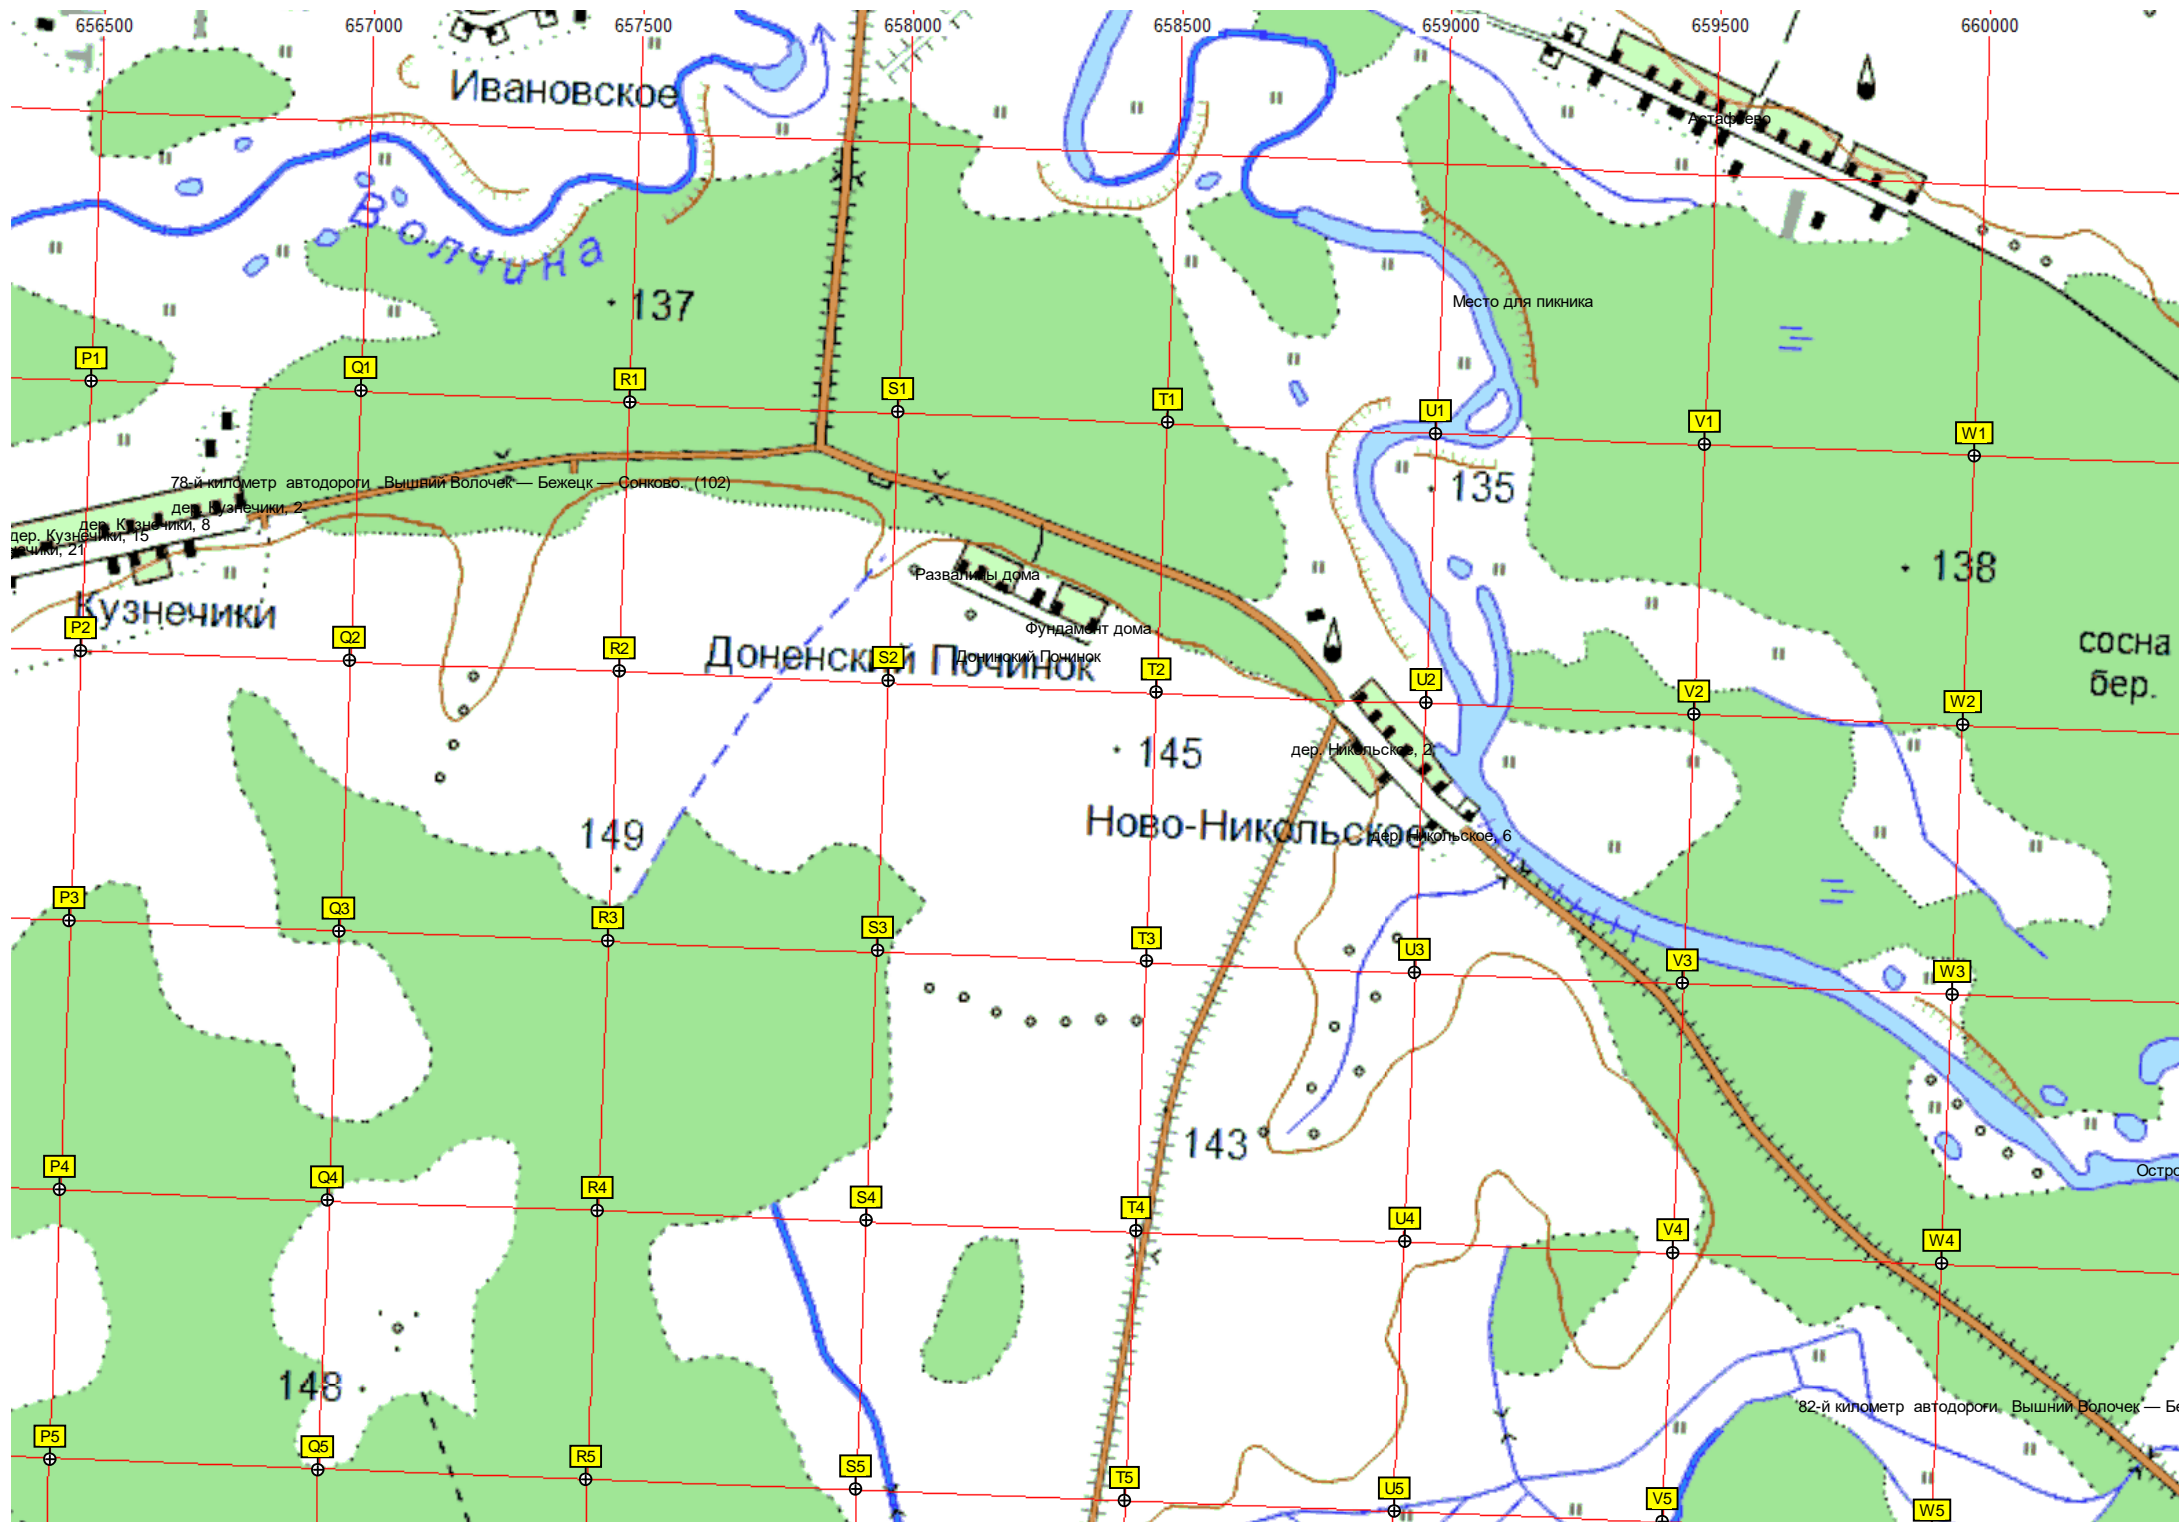 656500 657000 657500 658000 658500 659000 659500 660000
Ивановское
Астафьево
Волчина
137
Место для пикника
P1 Q1 R1 S1 T1 U1 V1 W1
135
78-й километр автодороги Вышний Волочек — Бежецк — Сонково. (102)
дер. Кузнечики, 2
дер. Кузнечики, 8
дер. Кузнечики, 15
нечики, 21
138
Развалины дома
Кузнечики
Фундамент дома
Доненский Починок
Донинский Починок
сосна
бер.
P2 Q2 R2 S2 T2 U2 V2 W2
145
дер. Никольское, 2
149
Ново-Никольское
дер. Никольское, 6
P3 Q3 R3 S3 T3 U3 V3 W3
143
Остро
P4 Q4 R4 S4 T4 U4 V4 W4
148
82-й километр автодороги Вышний Волочек — Бе
P5 Q5 R5 S5 T5 U5 V5 W5